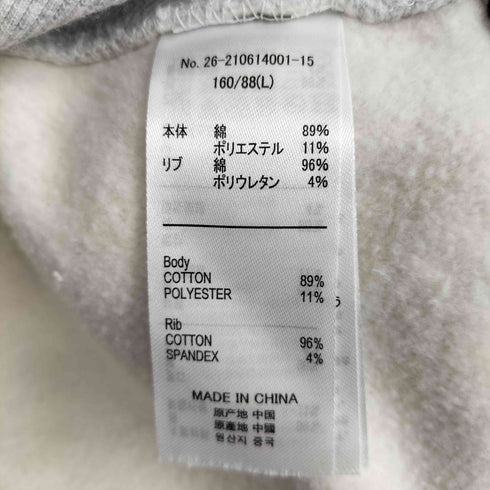 No. 26-210614001-15
160/88(L)
本体 綿 89%
ポリエステル 11%
リブ 綿 96%
ポリウレタン 4%
Body
COTTON 89%
POLYESTER 11%
Rib
COTTON 96%
SPANDEX 4%
MADE IN CHINA
原产地 中国
原產地 中國
원산지 중국